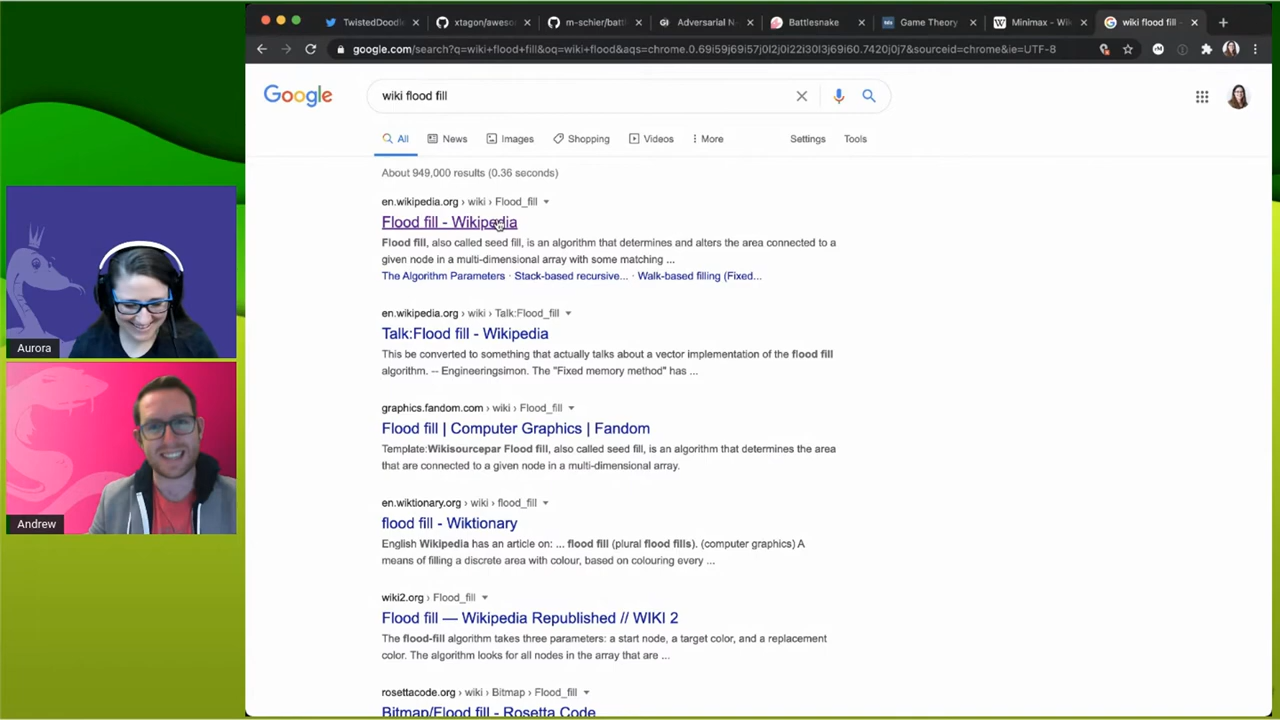 TwistedDoodle
xtagon/aweso
m-schier/battl
Adversarial N
Battlesnake
Game Theory
Minimax - Wik
wiki flood fill -
google.com/search?q=wiki+flood+fill&oq=wiki+flood&aqs=chrome.0.69i59j69i57j0l2j0i22i30l3j69i60.7420j0j7&sourceid=chrome&ie=UTF-8
Google
wiki flood fill
All
News
Images
Shopping
Videos
More
Settings
Tools
About 949,000 results (0.36 seconds)
en.wikipedia.org › wiki › Flood_fill
Flood fill - Wikipedia
Flood fill, also called seed fill, is an algorithm that determines and alters the area connected to a
given node in a multi-dimensional array with some matching ...
The Algorithm Parameters · Stack-based recursive... · Walk-based filling (Fixed...
en.wikipedia.org › wiki › Talk:Flood_fill
Talk:Flood fill - Wikipedia
This be converted to something that actually talks about a vector implementation of the flood fill
algorithm. -- Engineeringsimon. The "Fixed memory method" has ...
graphics.fandom.com › wiki › Flood_fill
Flood fill | Computer Graphics | Fandom
Template:Wikisourcepar Flood fill, also called seed fill, is an algorithm that determines the area
that are connected to a given node in a multi-dimensional array.
en.wiktionary.org › wiki › flood_fill
flood fill - Wiktionary
English Wikipedia has an article on: ... flood fill (plural flood fills). (computer graphics) A
means of filling a discrete area with colour, based on colouring every ...
wiki2.org › Flood_fill
Flood fill — Wikipedia Republished // WIKI 2
The flood-fill algorithm takes three parameters: a start node, a target color, and a replacement
color. The algorithm looks for all nodes in the array that are ...
rosettacode.org › wiki › Bitmap › Flood_fill
Bitmap/Flood fill - Rosetta Code
Aurora
Andrew